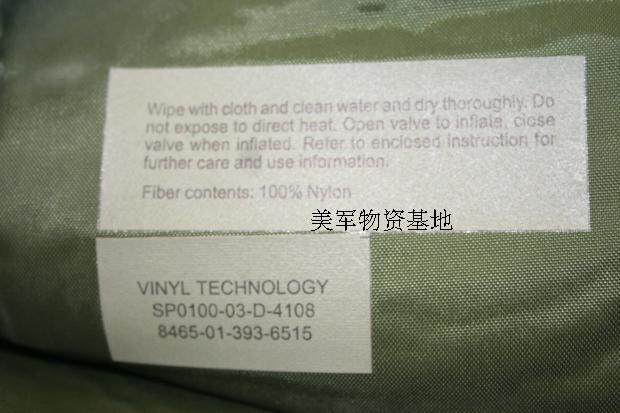 Wipe with cloth and clean water and dry thoroughly. Do
not expose to direct heat. Open valve to inflate, close
valve when inflated. Refer to enclosed instruction for
further care and use information.
Fiber contents: 100% Nylon
美军物资基地
VINYL TECHNOLOGY
SP0100-03-D-4108
8465-01-393-6515